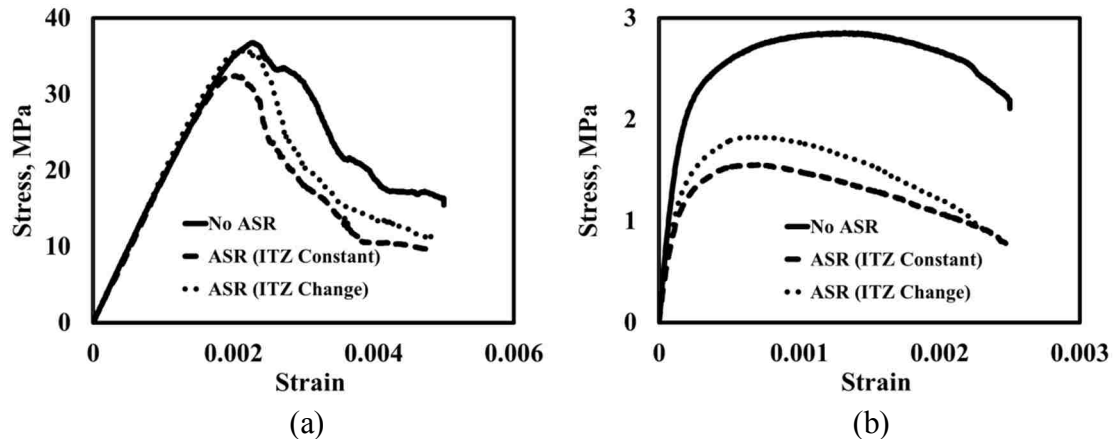 (a)
Stress, MPa
40
30
20
10
0
No ASR
ASR (ITZ Constant)
ASR (ITZ Change)
0 0.002 0.004 0.006
Strain
(b)
Stress, MPa
3
2
1
0
No ASR
ASR (ITZ Constant)
ASR (ITZ Change)
0 0.001 0.002 0.003
Strain
(a)
(b)